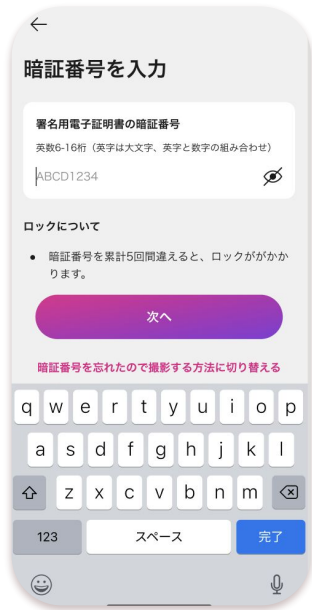 暗証番号を入力
署名用電子証明書の暗証番号
英数6-16桁（英字は大文字、英字と数字の組み合わせ）
ABCD1234
ロックについて
• 暗証番号を累計5回間違えると、ロックががかか
ります。
次へ
暗証番号を忘れたので撮影する方法に切り替える
q w e r t y u i o p
a s d f g h j k l
z x c v b n m
123 スペース 完了